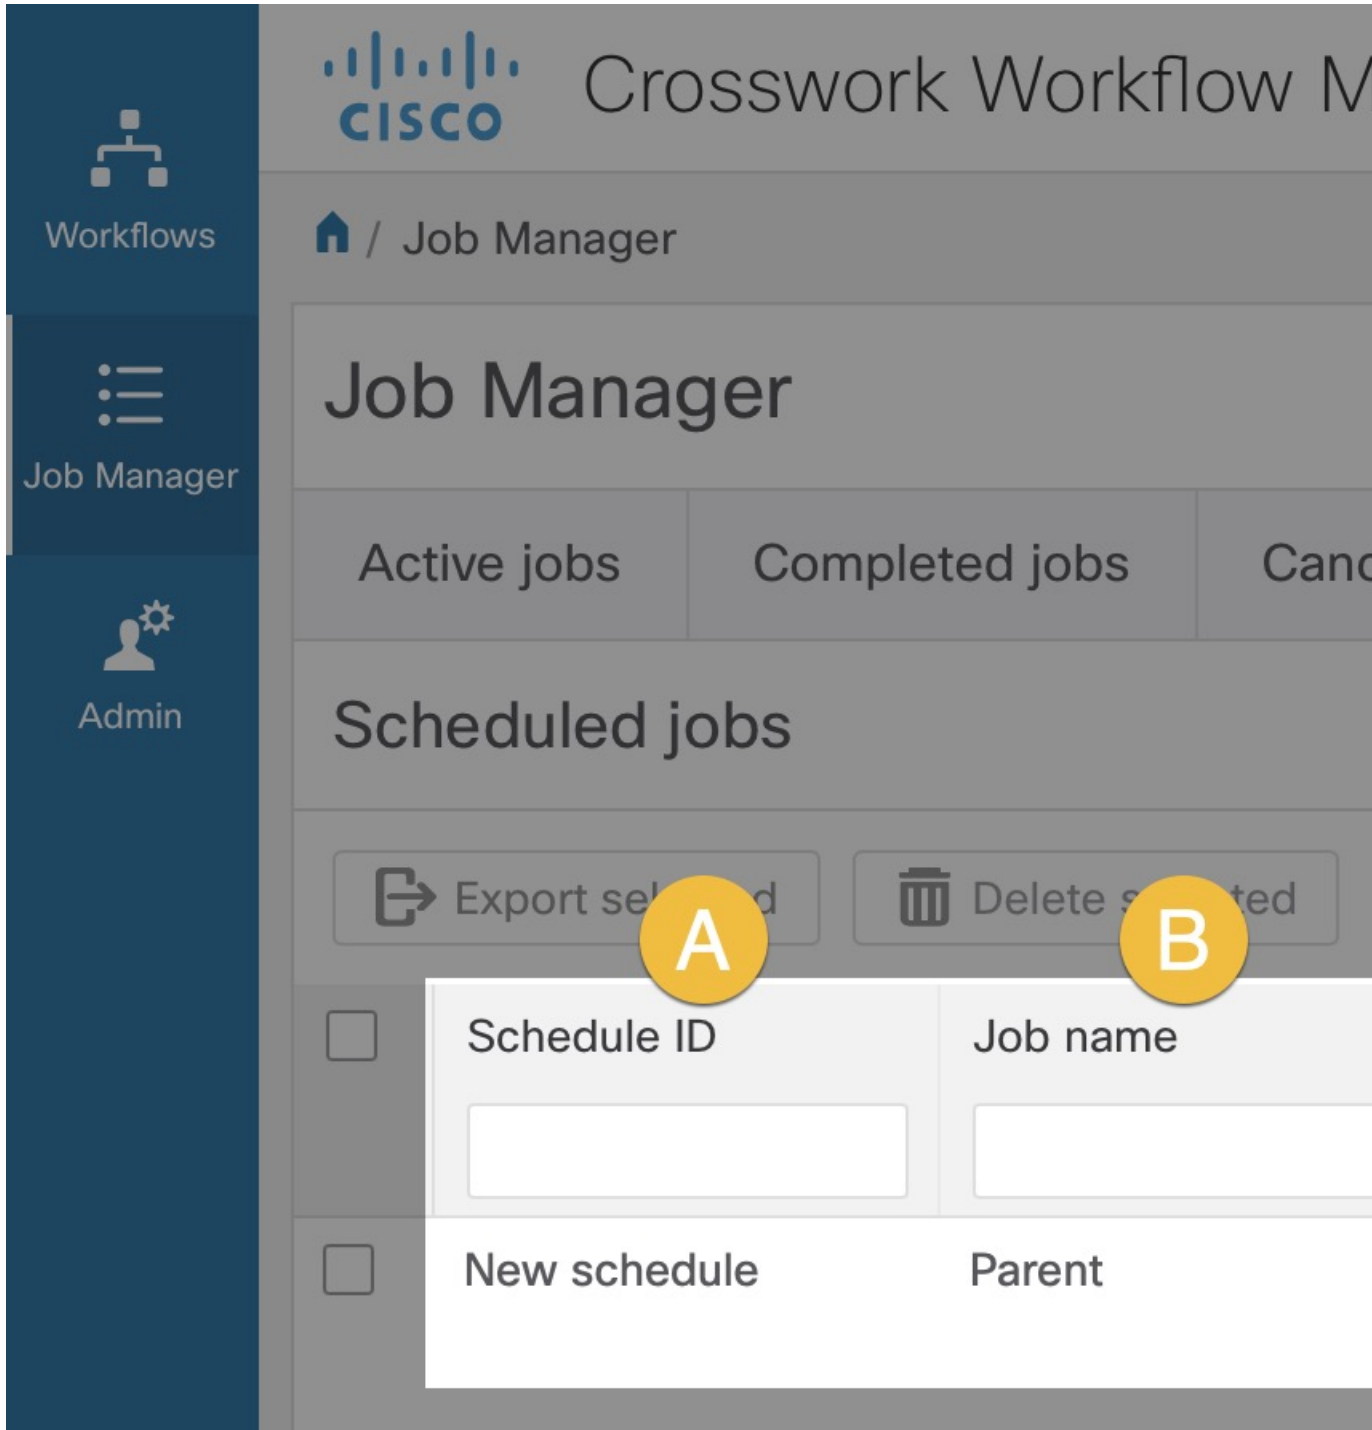 CISCO Crosswork Workflow M
Workflows
/ Job Manager
Job Manager
Job Manager
Active jobs Completed jobs Canc
Admin
Scheduled jobs
Export sel d Delete s ted
A B
Schedule ID Job name
New schedule Parent